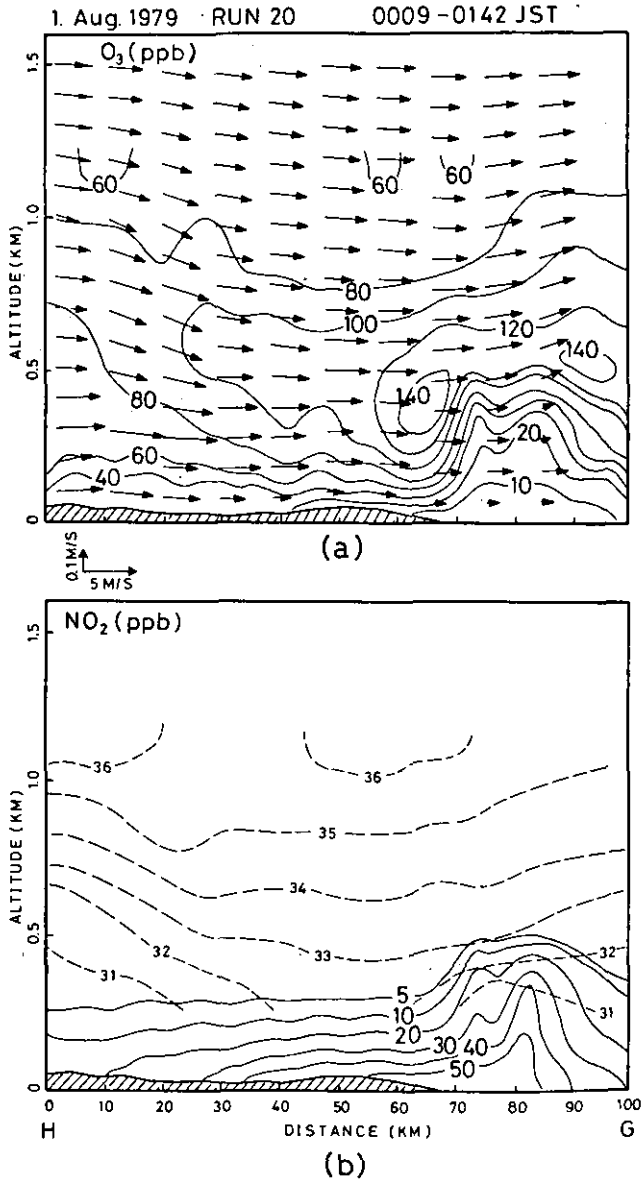 1. Aug. 1979 RUN 20 0009-0142 JST
O₃ (ppb)
1.5
60 60 60
1.0
80
100 120
ALTITUDE (KM)
140
0.5
140
80
60
20
40
10
0
(a)
0.1 M/S
5 M/S
NO₂ (ppb)
1.5
36 36
1.0
35
ALTITUDE (KM)
34
0.5
32 33 32
31 5 31
10
20
30 40
50
0
0 10 20 30 40 50 60 70 80 90 100
H DISTANCE (KM) G
(b)